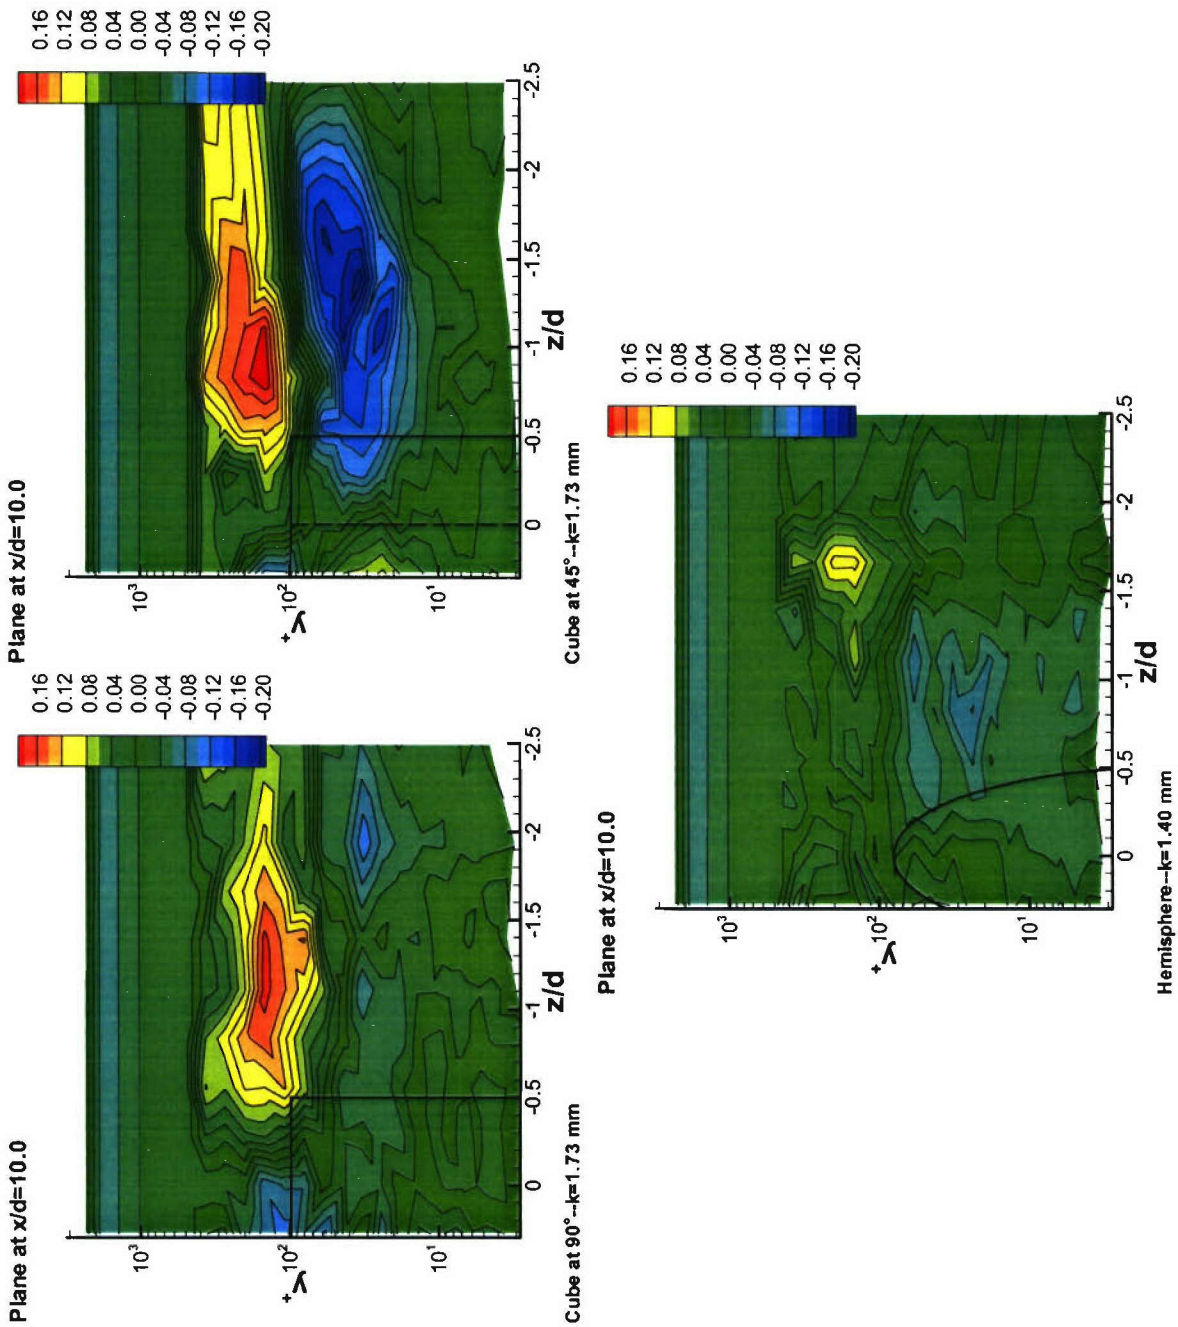 Plane at x/d=10.0
0.16
0.12
0.08
0.04
0.00
-0.04
-0.08
-0.12
-0.16
-0.20
10³
10²
10¹
y⁺
0 -0.5 -1 -1.5 -2 -2.5
z/d
Cube at 90°--k=1.73 mm
Plane at x/d=10.0
0.16
0.12
0.08
0.04
0.00
-0.04
-0.08
-0.12
-0.16
-0.20
10³
10²
10¹
y⁺
0 -0.5 -1 -1.5 -2 -2.5
z/d
Cube at 45°--k=1.73 mm
Plane at x/d=10.0
0.16
0.12
0.08
0.04
0.00
-0.04
-0.08
-0.12
-0.16
-0.20
10³
10²
10¹
y⁺
0 -0.5 -1 -1.5 -2 -2.5
z/d
Hemisphere--k=1.40 mm